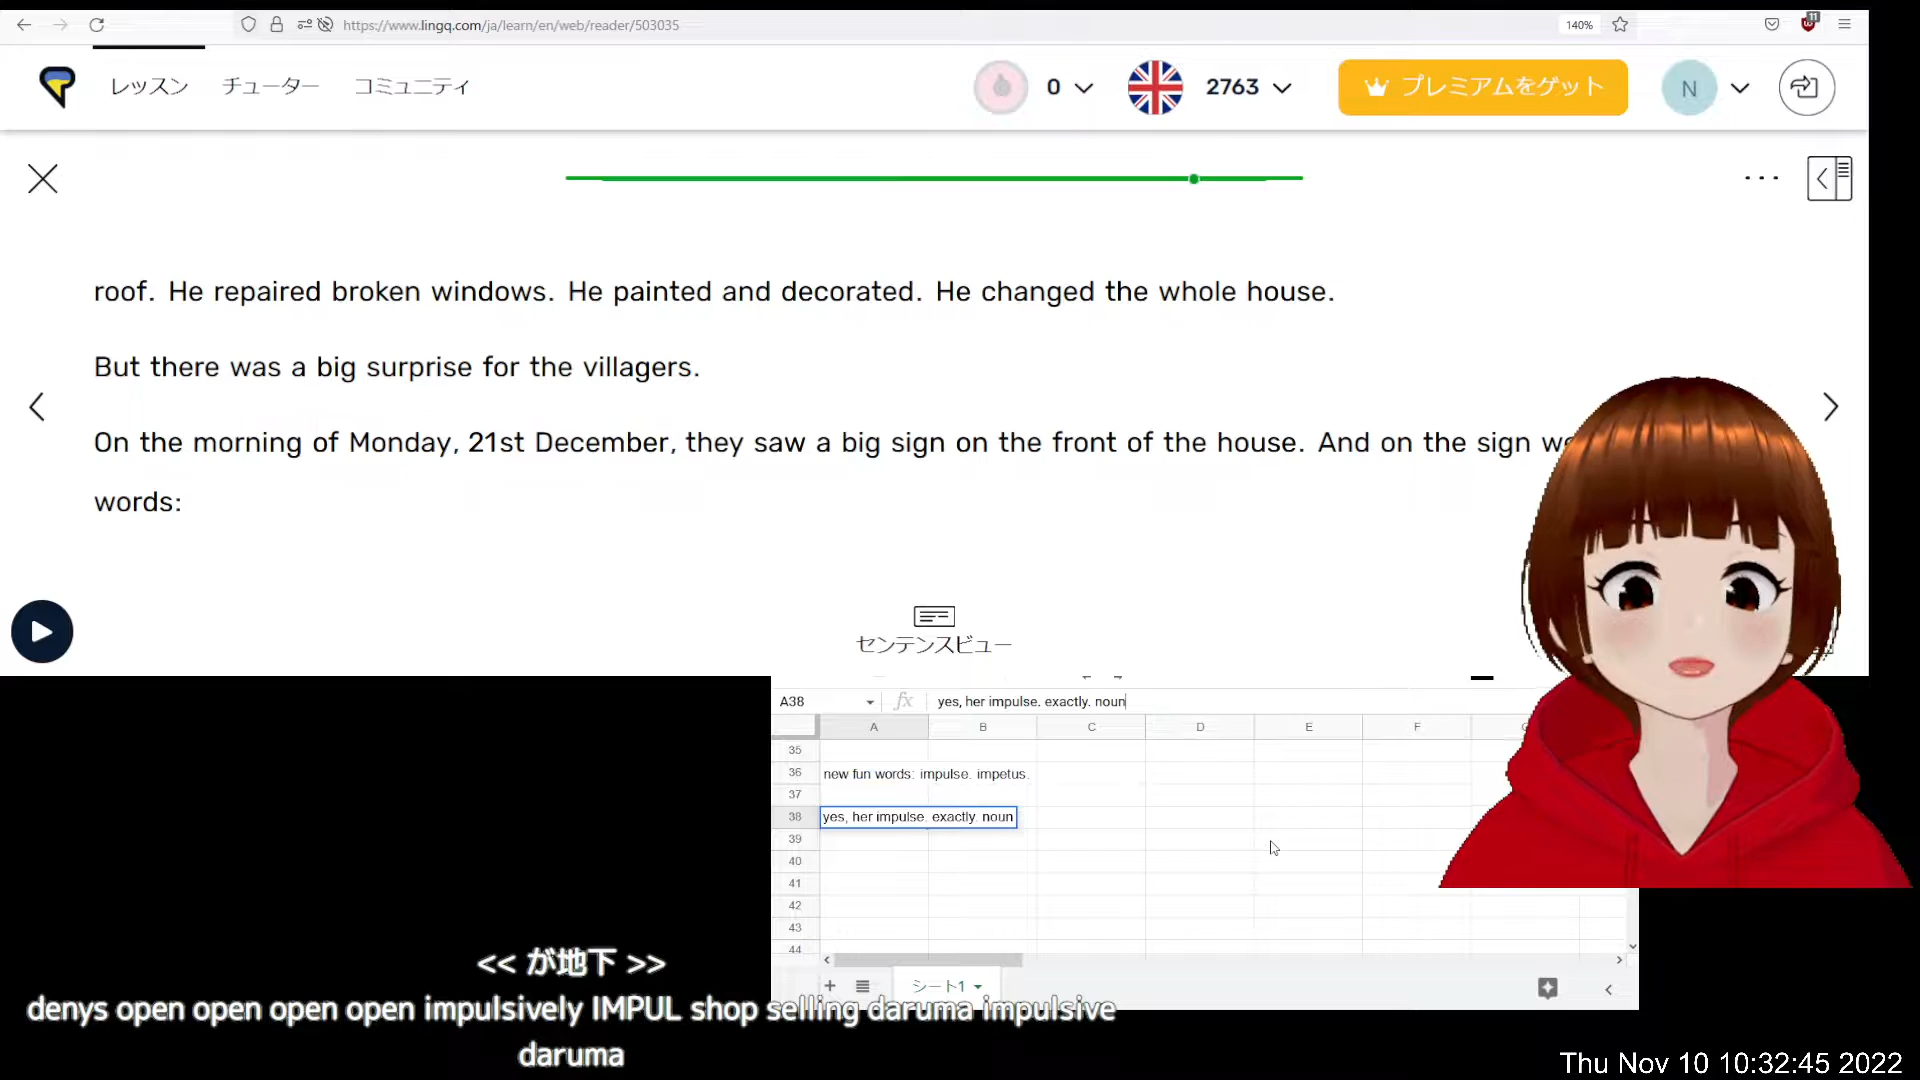 https://www.lingq.com/ja/learn/en/web/reader/503035
140%
11
レッスン
チューター
コミュニティ
0
2763
プレミアムをゲット
N
roof. He repaired broken windows. He painted and decorated. He changed the whole house.
But there was a big surprise for the villagers.
On the morning of Monday, 21st December, they saw a big sign on the front of the house. And on the sign
words:
センテンスビュー
A38
fx
yes, her impulse. exactly. noun
A B C D E F
35
36 new fun words: impulse. impetus.
37
38 yes, her impulse. exactly. noun
39
40
41
42
43
44
シート1
<< が地下 >>
denys open open open open impulsively IMPUL shop selling daruma impulsive
daruma
Thu Nov 10 10:32:45 2022